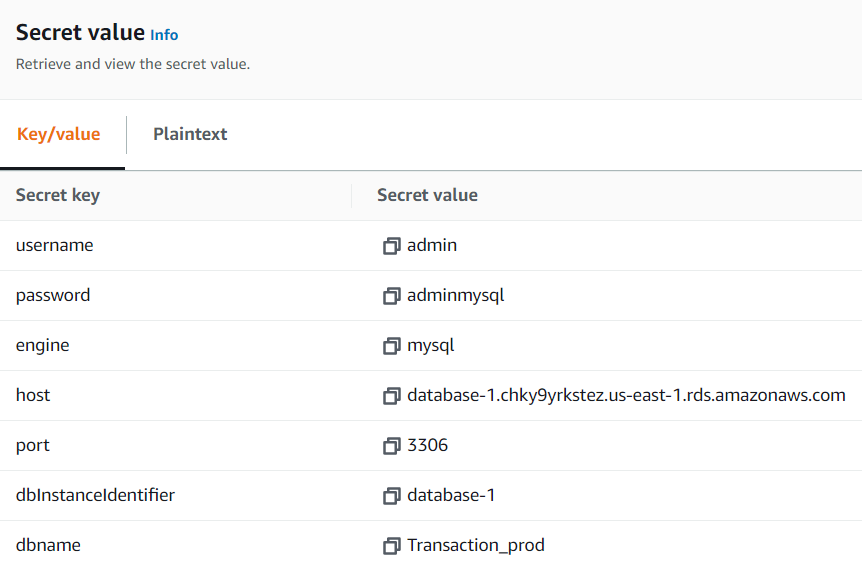 Secret value Info
Retrieve and view the secret value.
Key/value Plaintext
Secret key Secret value
username admin
password adminmysql
engine mysql
host database-1.chky9yrkstez.us-east-1.rds.amazonaws.com
port 3306
dbInstanceIdentifier database-1
dbname Transaction_prod